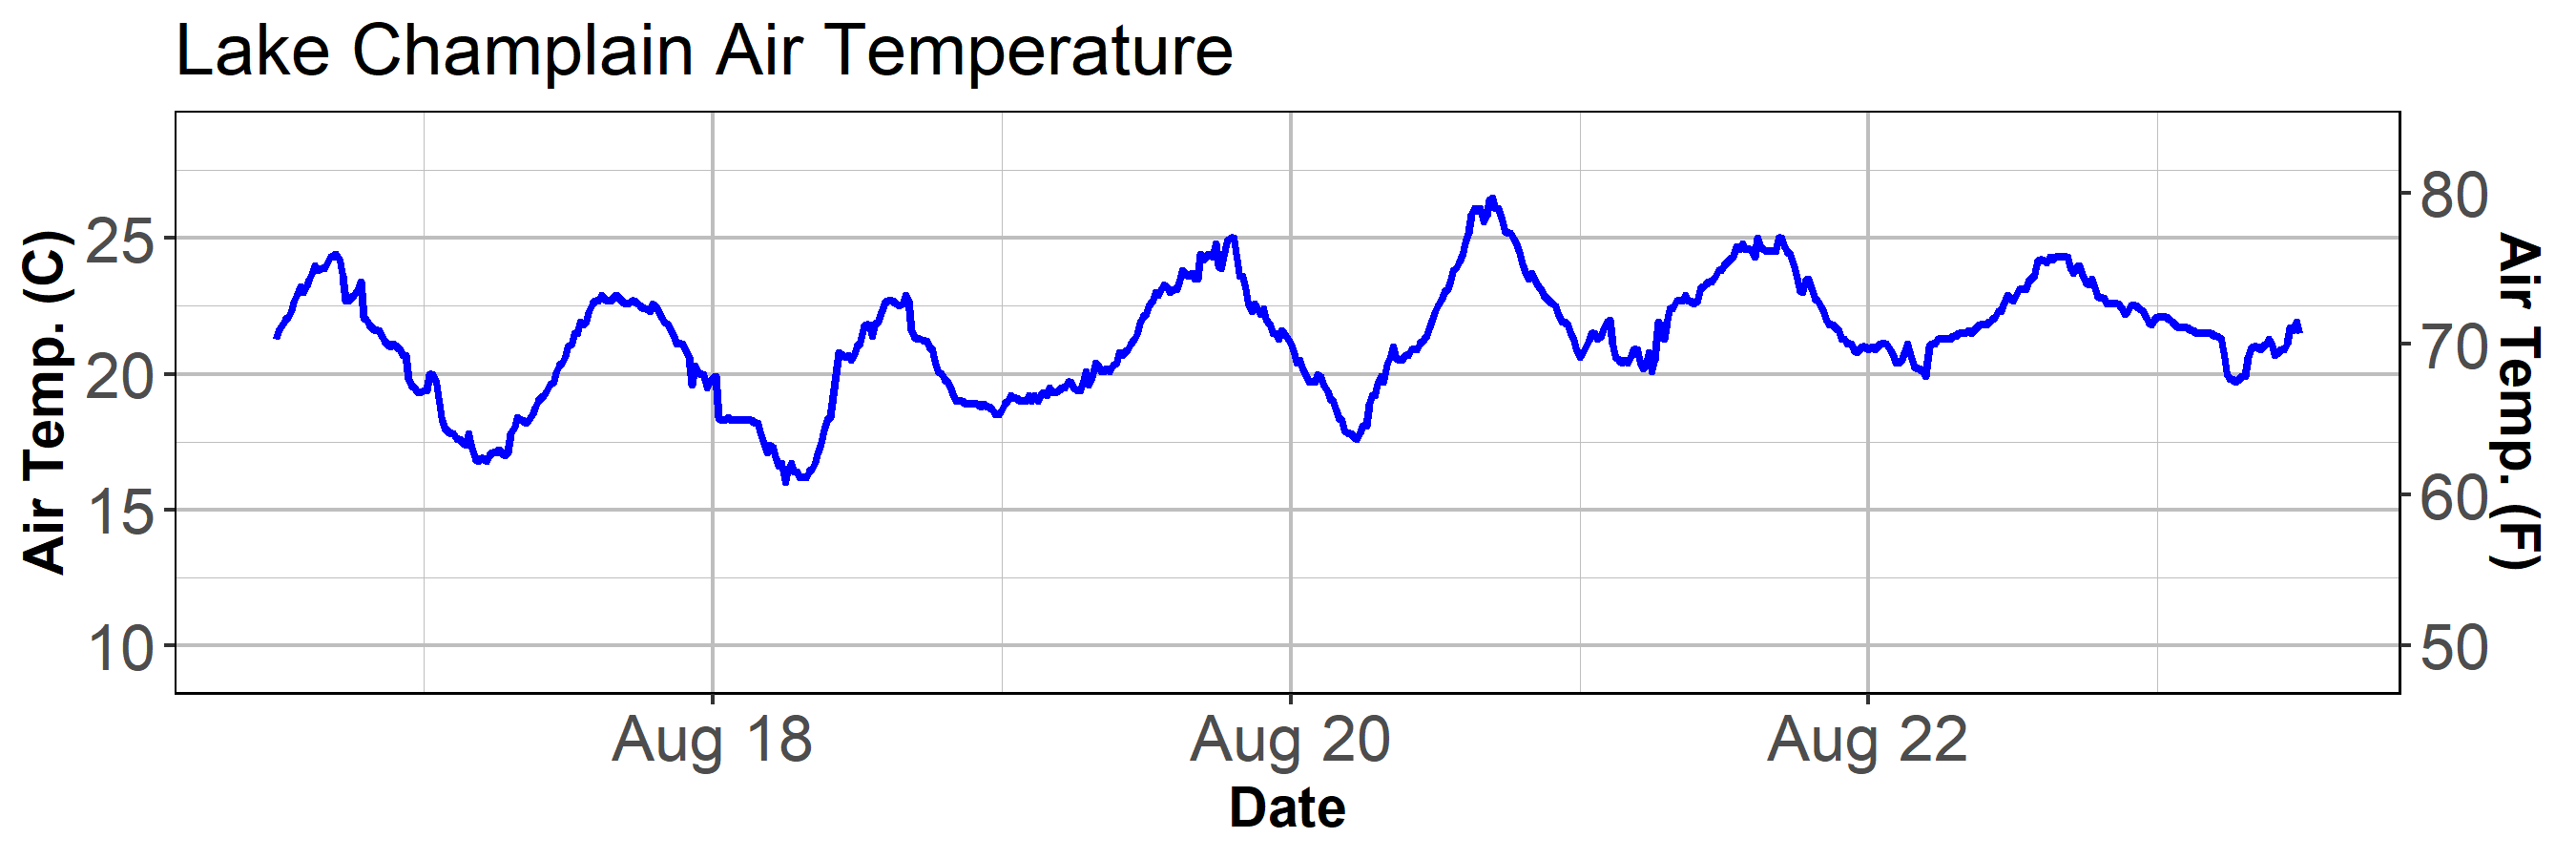 Lake Champlain Air Temperature
Air Temp. (C)
25
20
15
10
80
70
60
50
Air Temp. (F)
Aug 18
Aug 20
Aug 22
Date